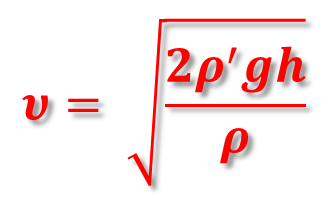 υ = √(2ρ′gh / ρ)